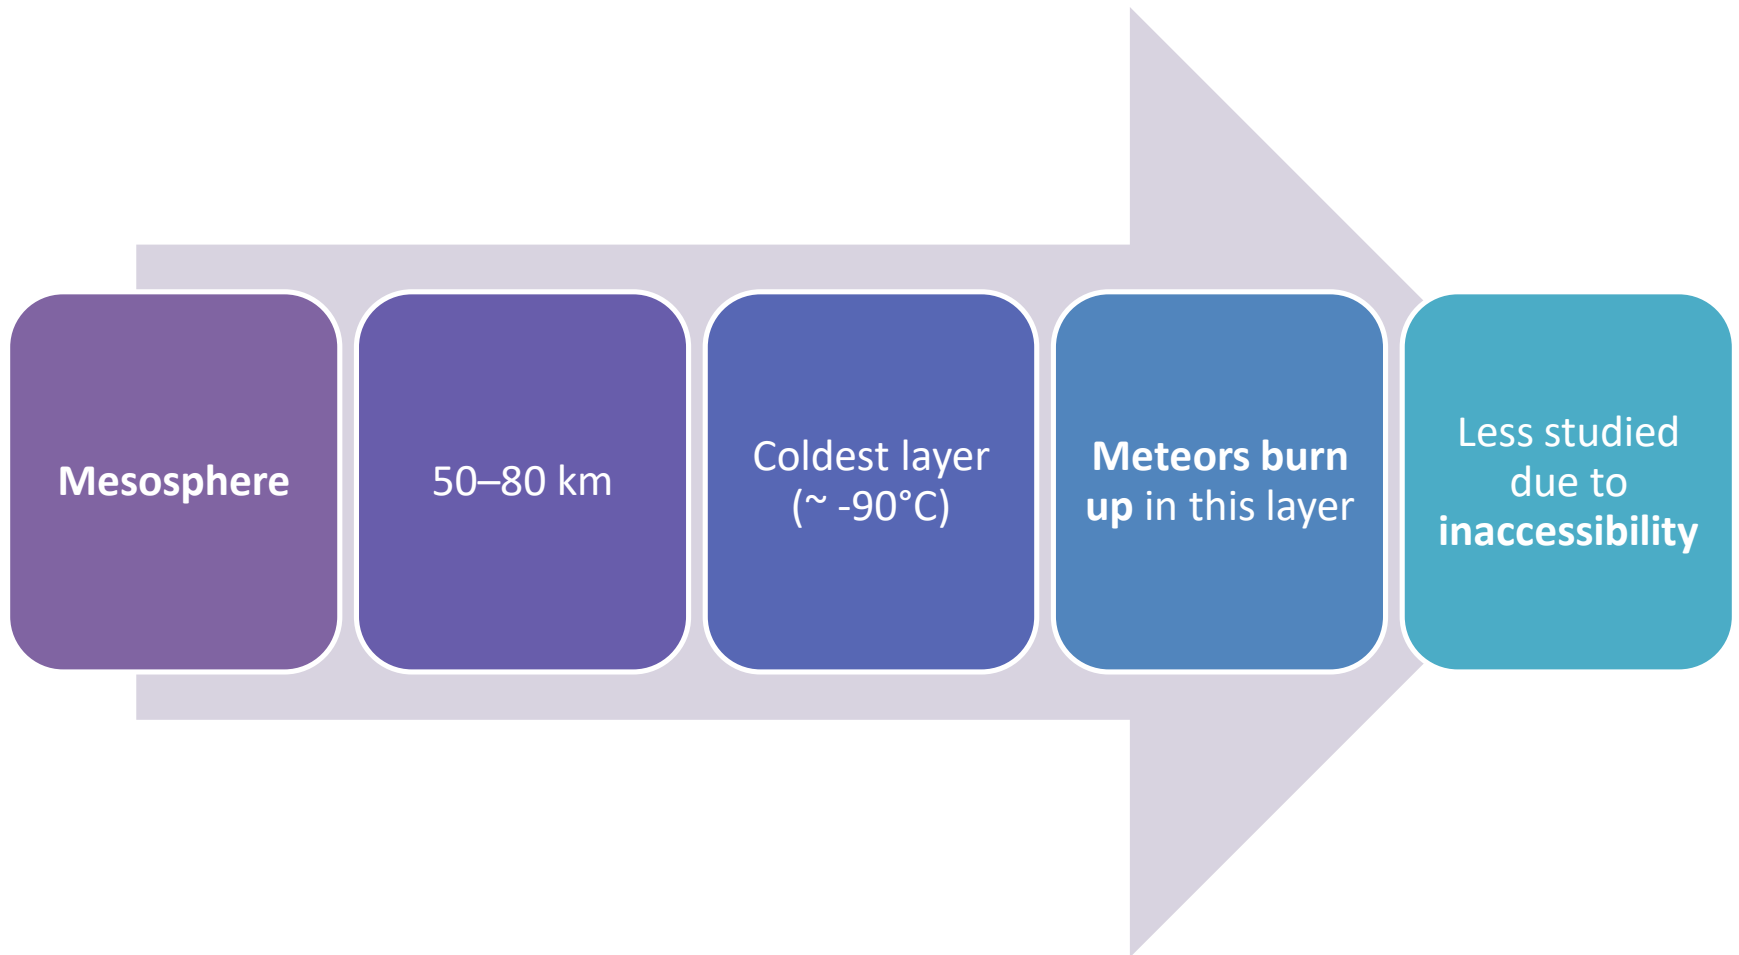 Mesosphere
50–80 km
Coldest layer
(~ -90°C)
Meteors burn
up in this layer
Less studied
due to
inaccessibility